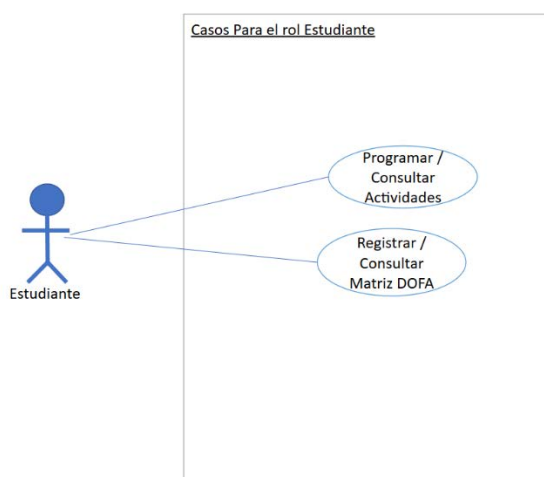 Casos Para el rol Estudiante
Programar /
Consultar
Actividades
Registrar /
Consultar
Matriz DOFA
Estudiante